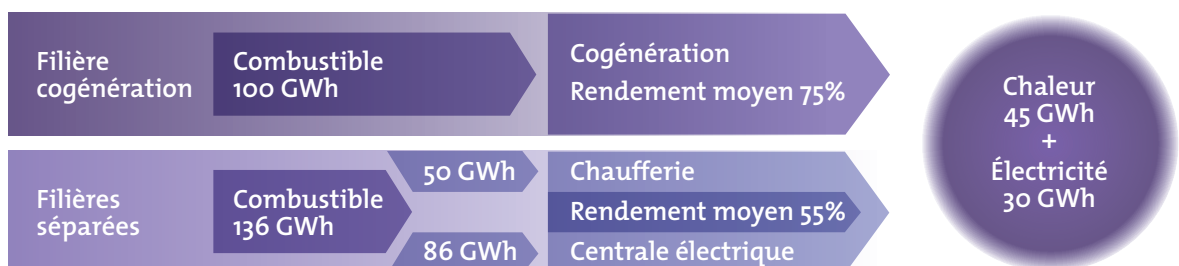 Filière
cogénération
Combustible
100 GWh
Cogénération
Rendement moyen 75%
Filières
séparées
Combustible
136 GWh
50 GWh
86 GWh
Chaufferie
Rendement moyen 55%
Centrale électrique
Chaleur
45 GWh
+
Électricité
30 GWh